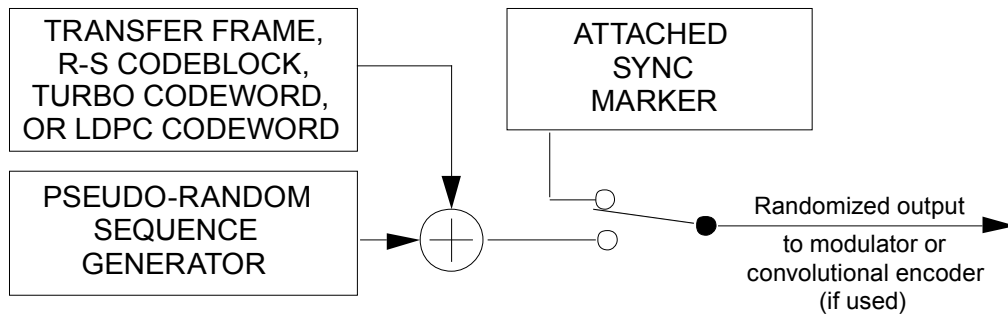 TRANSFER FRAME,
R-S CODEBLOCK,
TURBO CODEWORD,
OR LDPC CODEWORD
ATTACHED
SYNC
MARKER
PSEUDO-RANDOM
SEQUENCE
GENERATOR
Randomized output
to modulator or
convolutional encoder
(if used)